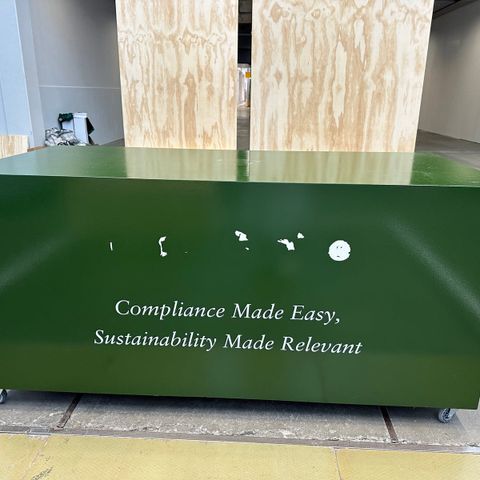 Compliance Made Easy,
Sustainability Made Relevant